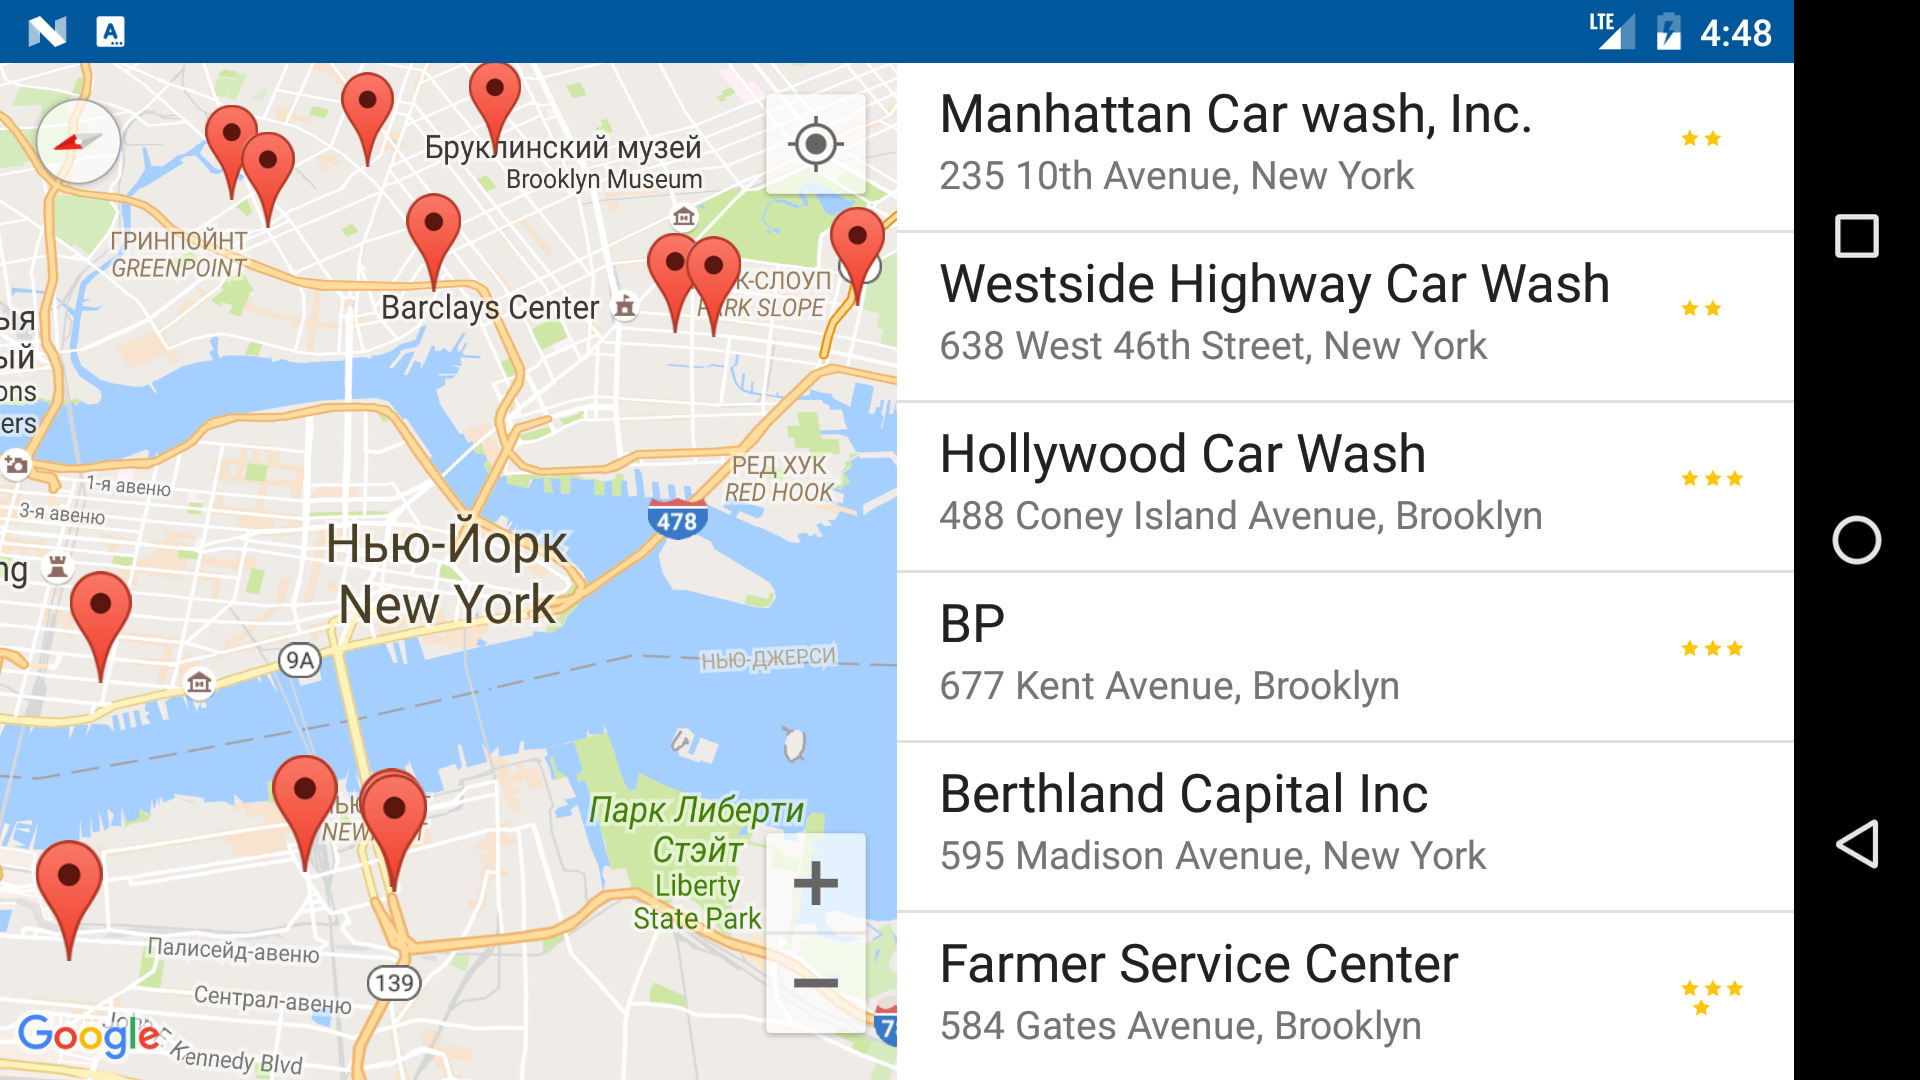 LTE 4:48
Бруклинский музей
Brooklyn Museum
ГРИНПОЙНТ
GREENPOINT
К-СЛОУП
PARK SLOPE
Barclays Center
ЫЯ
ый
ons
ers
1-я авеню
3-я авеню
РЕД ХУК
RED HOOK
478
Нью-Йорк
New York
ng
9A
НЬЮ-ДЖЕРСИ
Парк Либерти
Стэйт
Liberty
State Park
Палисейд-авеню
139
Сентрал-авеню
John F Kennedy Blvd
78
Google
Manhattan Car wash, Inc.
235 10th Avenue, New York
Westside Highway Car Wash
638 West 46th Street, New York
Hollywood Car Wash
488 Coney Island Avenue, Brooklyn
BP
677 Kent Avenue, Brooklyn
Berthland Capital Inc
595 Madison Avenue, New York
Farmer Service Center
584 Gates Avenue, Brooklyn